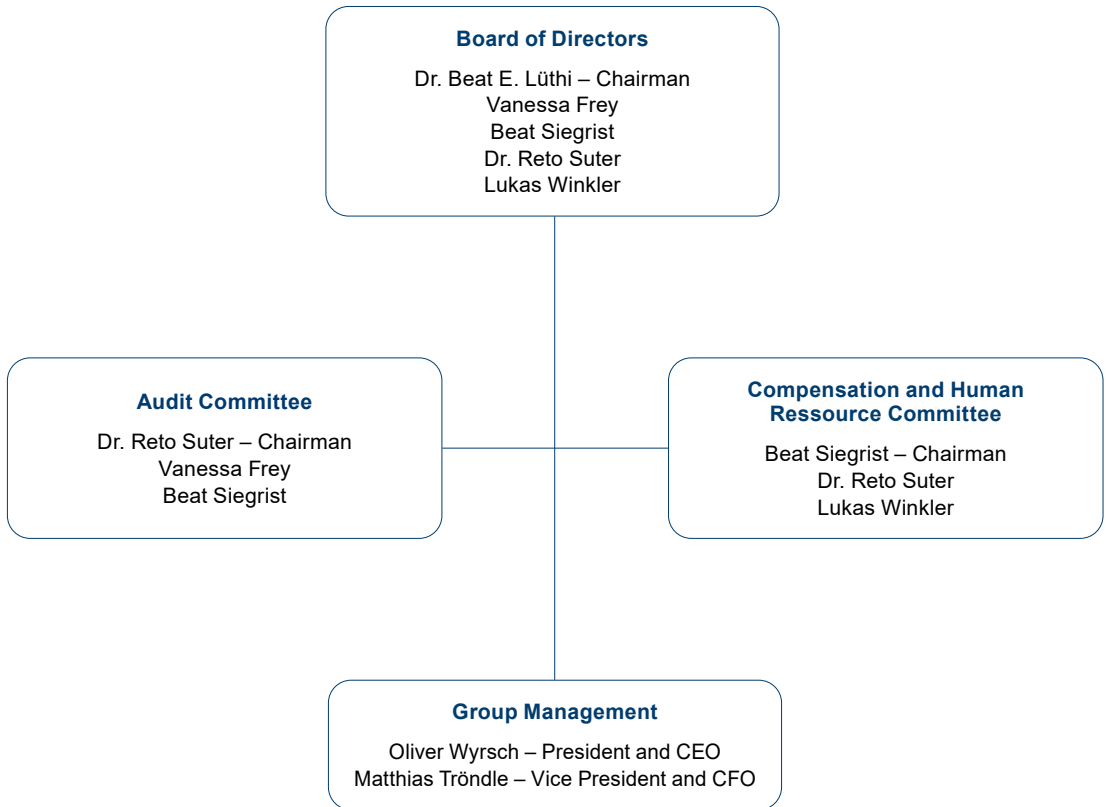 Board of Directors
Dr. Beat E. Lüthi – Chairman
Vanessa Frey
Beat Siegrist
Dr. Reto Suter
Lukas Winkler
Audit Committee
Dr. Reto Suter – Chairman
Vanessa Frey
Beat Siegrist
Compensation and Human
Ressource Committee
Beat Siegrist – Chairman
Dr. Reto Suter
Lukas Winkler
Group Management
Oliver Wyrsch – President and CEO
Matthias Tröndle – Vice President and CFO